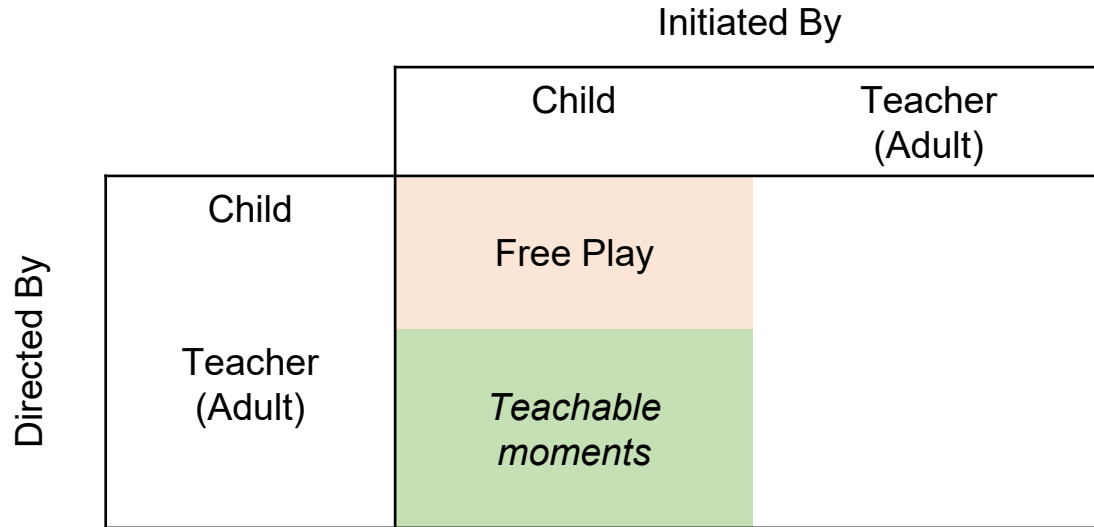 Initiated By
Child
Teacher
(Adult)
Directed By
Child
Free Play
Teacher
(Adult)
Teachable
moments